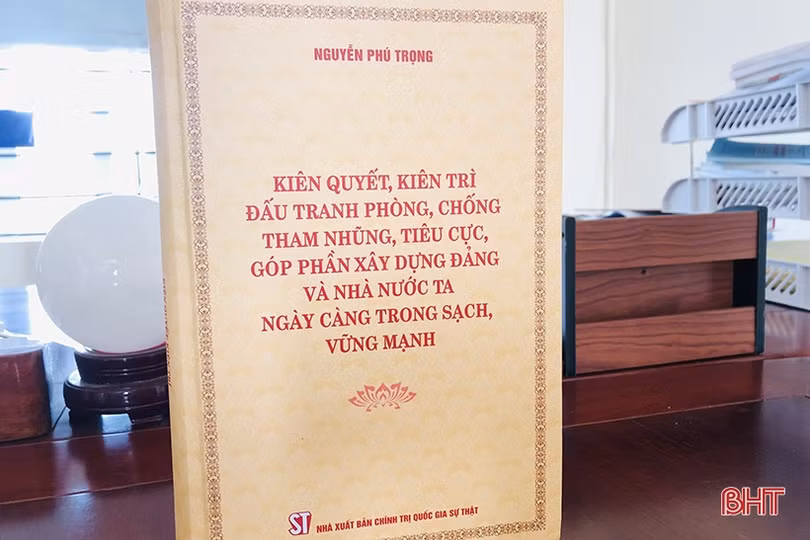 NGUYỄN PHÚ TRỌNG
KIÊN QUYẾT, KIÊN TRÌ
ĐẤU TRANH PHÒNG, CHỐNG
THAM NHŨNG, TIÊU CỰC,
GÓP PHẦN XÂY DỰNG ĐẢNG
VÀ NHÀ NƯỚC TA
NGÀY CÀNG TRONG SẠCH,
VỮNG MẠNH
ST NHÀ XUẤT BẢN CHÍNH TRỊ QUỐC GIA SỰ THẬT
BHT